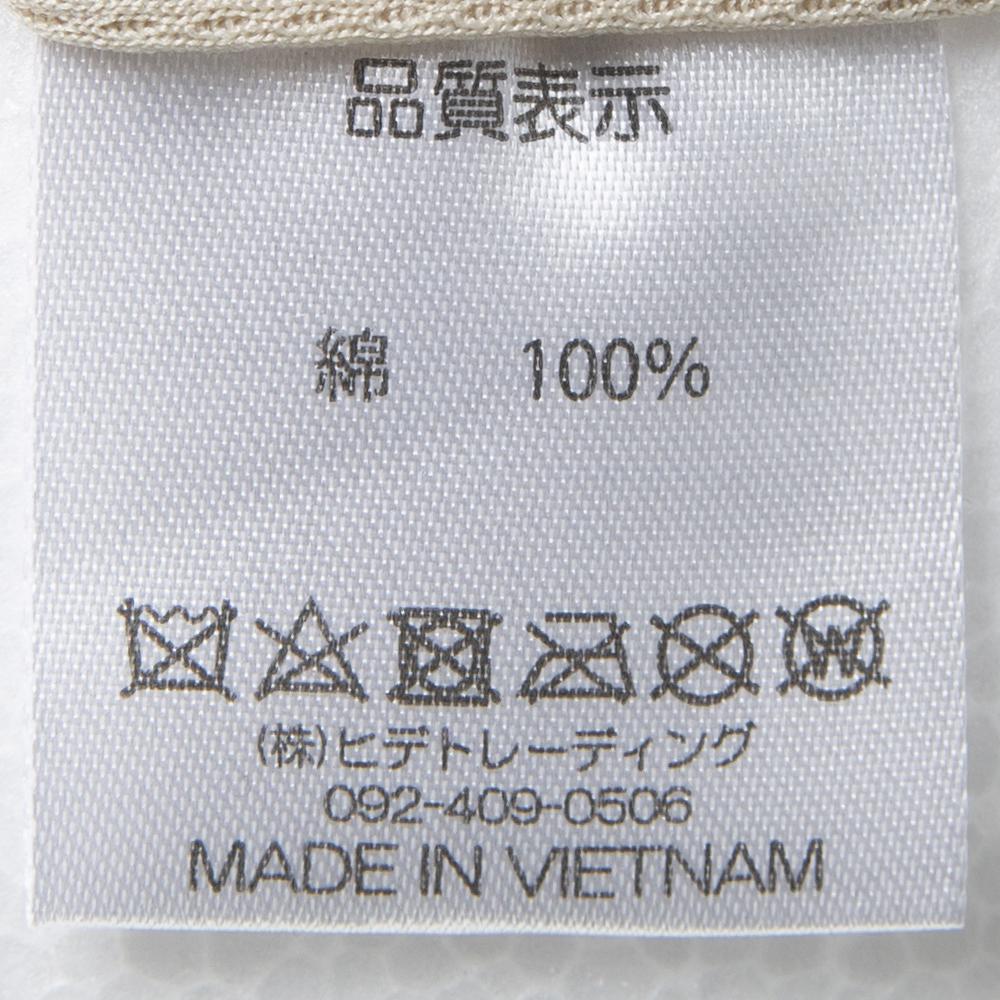 品質表示
綿 100%
W
(株)ヒデトレーディング
092-409-0506
MADE IN VIETNAM